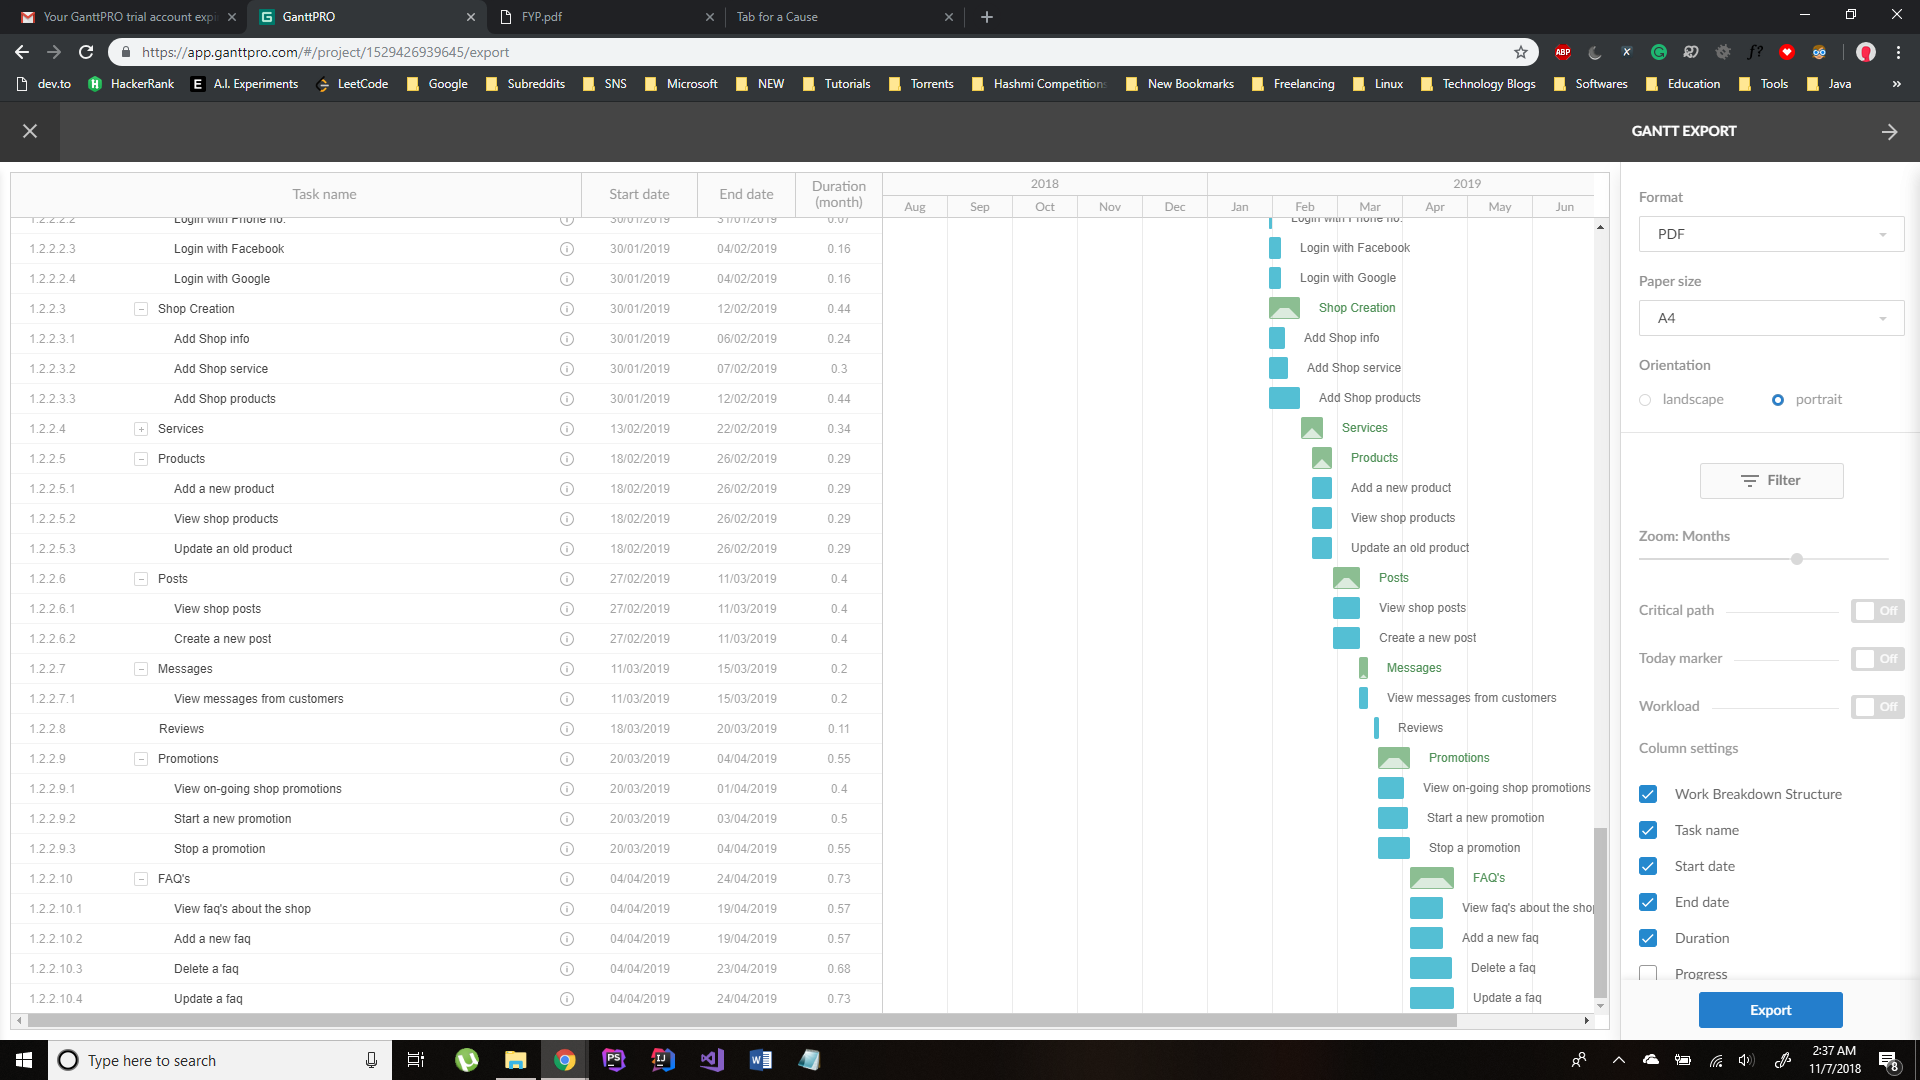 Your GanttPRO trial account expi
GanttPRO
FYP.pdf
Tab for a Cause
https://app.ganttpro.com/#/project/1529426939645/export
ABP
dev.to
HackerRank
A.I. Experiments
LeetCode
Google
Subreddits
SNS
Microsoft
NEW
Tutorials
Torrents
Hashmi Competitions
New Bookmarks
Freelancing
Linux
Technology Blogs
Softwares
Education
Tools
Java
»
GANTT EXPORT
Task name Start date End date Duration (month)
2018 2019
Aug Sep Oct Nov Dec Jan Feb Mar Apr May Jun
1.2.2.2.2 Login with Phone no. 30/01/2019 31/01/2019 0.07 Login with Phone no.
1.2.2.2.3 Login with Facebook 30/01/2019 04/02/2019 0.16 Login with Facebook
1.2.2.2.4 Login with Google 30/01/2019 04/02/2019 0.16 Login with Google
1.2.2.3 Shop Creation 30/01/2019 12/02/2019 0.44 Shop Creation
1.2.2.3.1 Add Shop info 30/01/2019 06/02/2019 0.24 Add Shop info
1.2.2.3.2 Add Shop service 30/01/2019 07/02/2019 0.3 Add Shop service
1.2.2.3.3 Add Shop products 30/01/2019 12/02/2019 0.44 Add Shop products
1.2.2.4 Services 13/02/2019 22/02/2019 0.34 Services
1.2.2.5 Products 18/02/2019 26/02/2019 0.29 Products
1.2.2.5.1 Add a new product 18/02/2019 26/02/2019 0.29 Add a new product
1.2.2.5.2 View shop products 18/02/2019 26/02/2019 0.29 View shop products
1.2.2.5.3 Update an old product 18/02/2019 26/02/2019 0.29 Update an old product
1.2.2.6 Posts 27/02/2019 11/03/2019 0.4 Posts
1.2.2.6.1 View shop posts 27/02/2019 11/03/2019 0.4 View shop posts
1.2.2.6.2 Create a new post 27/02/2019 11/03/2019 0.4 Create a new post
1.2.2.7 Messages 11/03/2019 15/03/2019 0.2 Messages
1.2.2.7.1 View messages from customers 11/03/2019 15/03/2019 0.2 View messages from customers
1.2.2.8 Reviews 18/03/2019 20/03/2019 0.11 Reviews
1.2.2.9 Promotions 20/03/2019 04/04/2019 0.55 Promotions
1.2.2.9.1 View on-going shop promotions 20/03/2019 01/04/2019 0.4 View on-going shop promotions
1.2.2.9.2 Start a new promotion 20/03/2019 03/04/2019 0.5 Start a new promotion
1.2.2.9.3 Stop a promotion 20/03/2019 04/04/2019 0.55 Stop a promotion
1.2.2.10 FAQ's 04/04/2019 24/04/2019 0.73 FAQ's
1.2.2.10.1 View faq's about the shop 04/04/2019 19/04/2019 0.57 View faq's about the shop
1.2.2.10.2 Add a new faq 04/04/2019 19/04/2019 0.57 Add a new faq
1.2.2.10.3 Delete a faq 04/04/2019 23/04/2019 0.68 Delete a faq
1.2.2.10.4 Update a faq 04/04/2019 24/04/2019 0.73 Update a faq
Format
PDF
Paper size
A4
Orientation
landscape portrait
Filter
Zoom: Months
Critical path Off
Today marker Off
Workload Off
Column settings
Work Breakdown Structure
Task name
Start date
End date
Duration
Progress
Export
Type here to search
PS
IJ
2:37 AM
11/7/2018
8